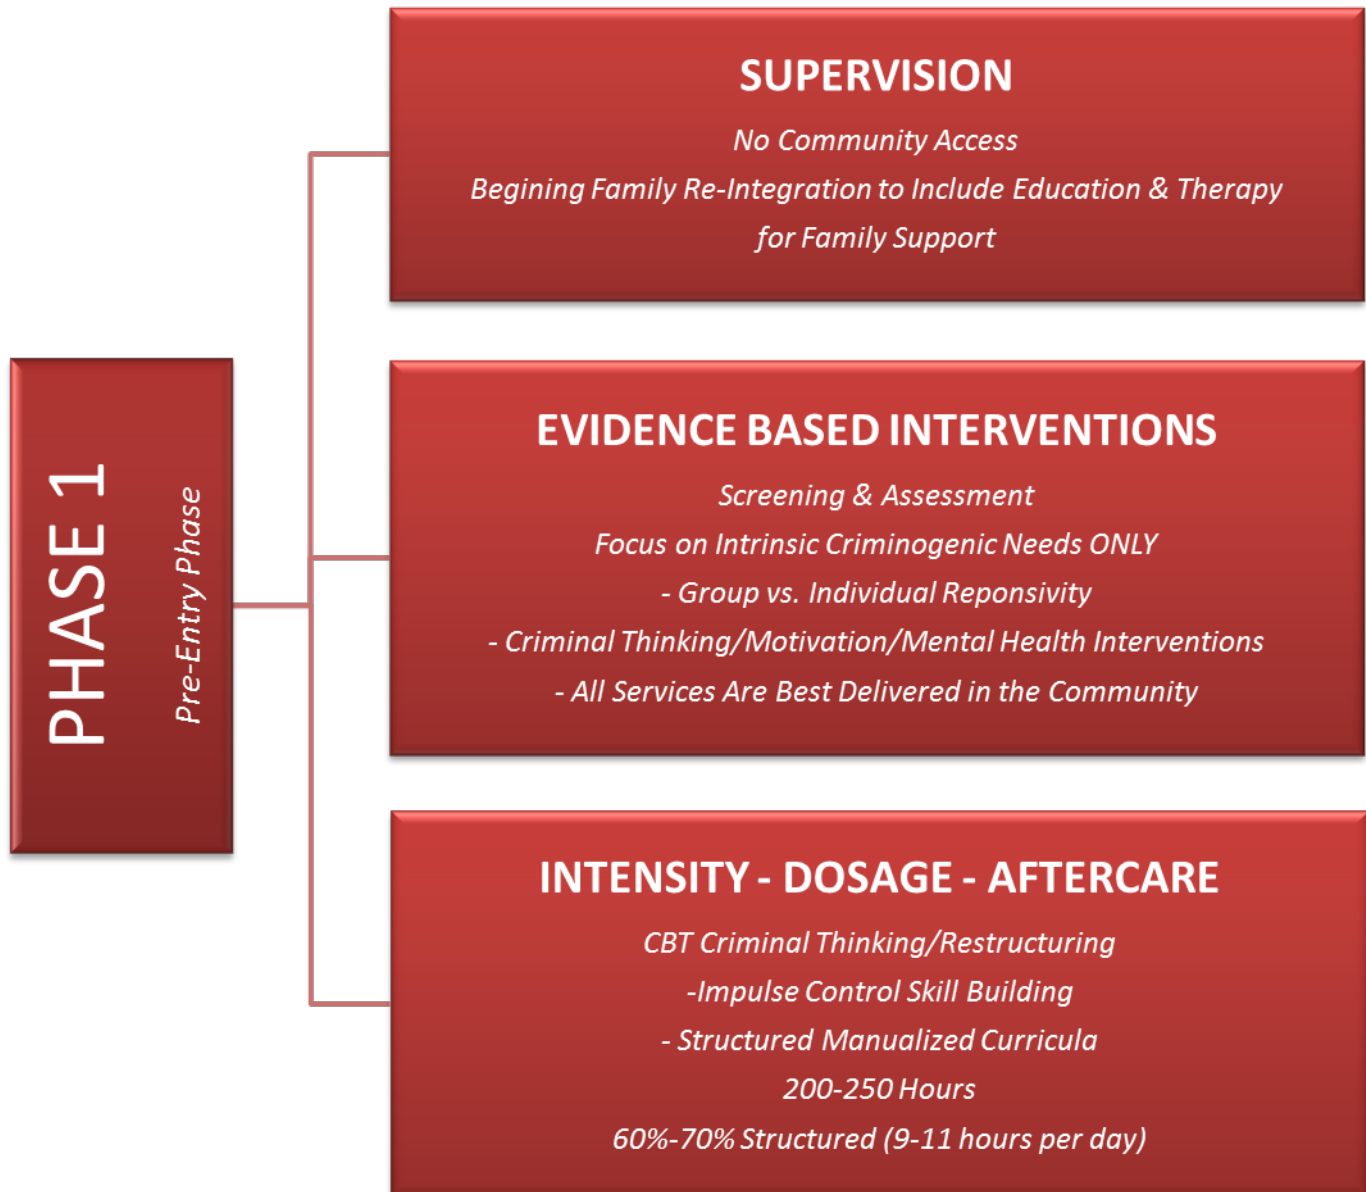 PHASE 1
Pre-Entry Phase
SUPERVISION
No Community Access
Begining Family Re-Integration to Include Education & Therapy
for Family Support
EVIDENCE BASED INTERVENTIONS
Screening & Assessment
Focus on Intrinsic Criminogenic Needs ONLY
- Group vs. Individual Reponsivity
- Criminal Thinking/Motivation/Mental Health Interventions
- All Services Are Best Delivered in the Community
INTENSITY - DOSAGE - AFTERCARE
CBT Criminal Thinking/Restructuring
-Impulse Control Skill Building
- Structured Manualized Curricula
200-250 Hours
60%-70% Structured (9-11 hours per day)